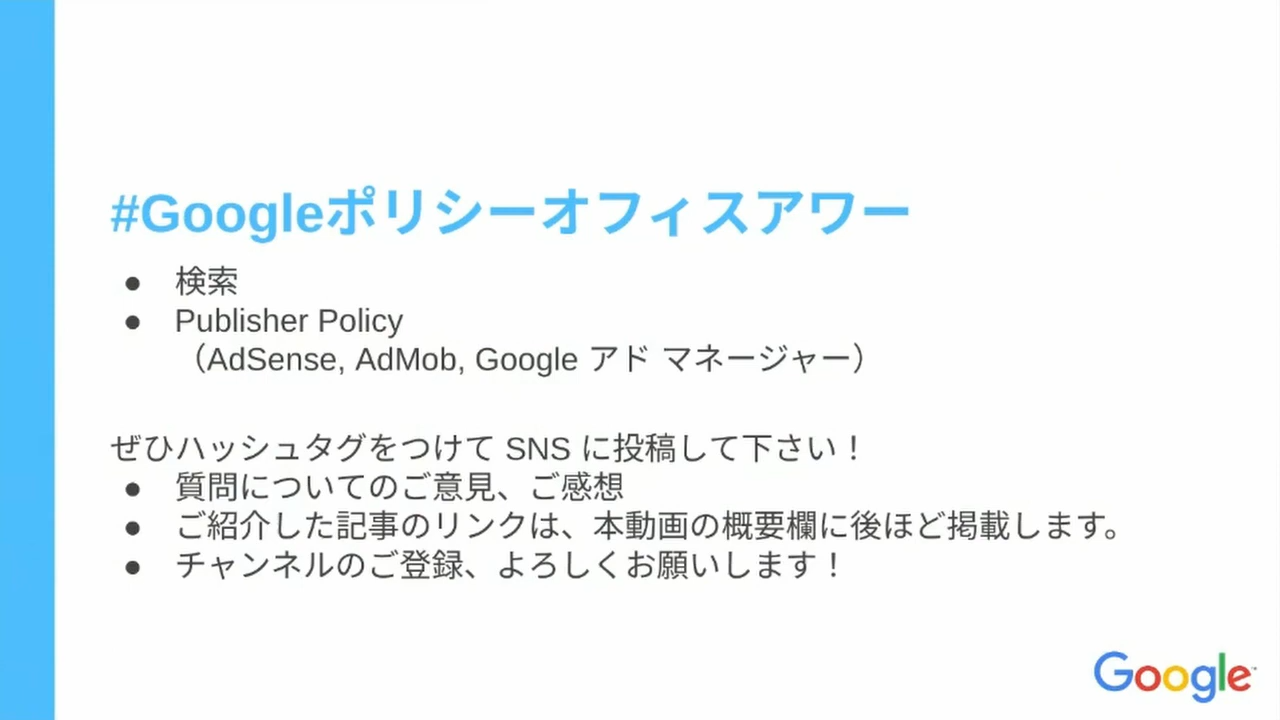 #Googleポリシーオフィスアワー
● 検索
● Publisher Policy
（AdSense, AdMob, Google アド マネージャー）
ぜひハッシュタグをつけて SNS に投稿して下さい！
● 質問についてのご意見、ご感想
● ご紹介した記事のリンクは、本動画の概要欄に後ほど掲載します。
● チャンネルのご登録、よろしくお願いします！
Google